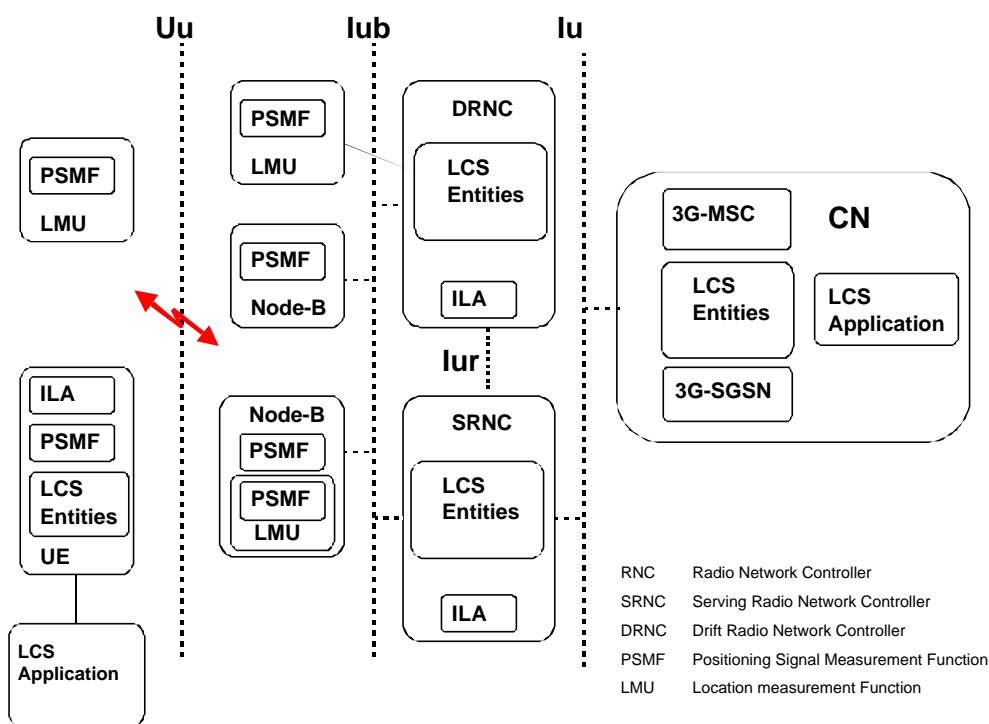 Uu
Iub
Iu
PSMF
LMU
PSMF
LMU
PSMF
Node-B
DRNC
LCS
Entities
ILA
Iur
3G-MSC
CN
LCS
Entities
LCS
Application
3G-SGSN
ILA
PSMF
LCS
Entities
UE
LCS
Application
Node-B
PSMF
PSMF
LMU
SRNC
LCS
Entities
ILA
RNC Radio Network Controller
SRNC Serving Radio Network Controller
DRNC Drift Radio Network Controller
PSMF Positioning Signal Measurement Function
LMU Location measurement Function